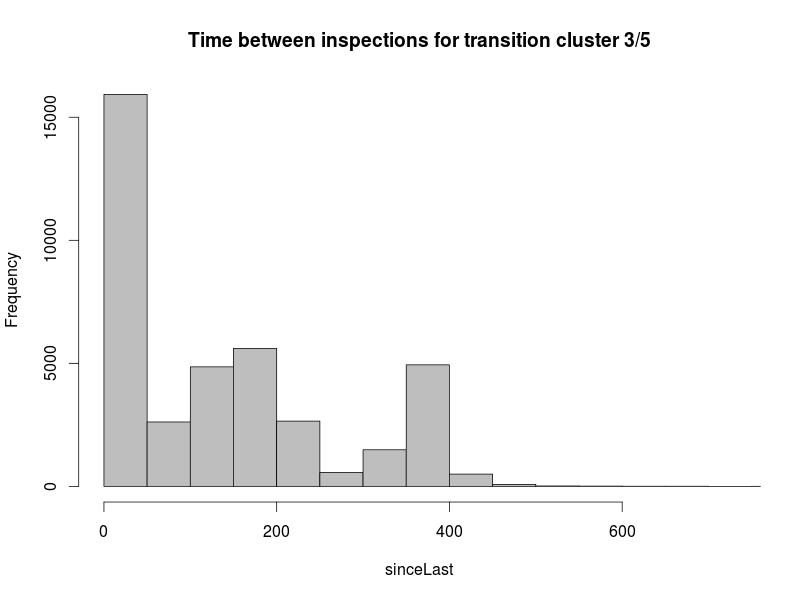 Time between inspections for transition cluster 3/5
Frequency
15000
10000
5000
0
0 200 400 600
sinceLast